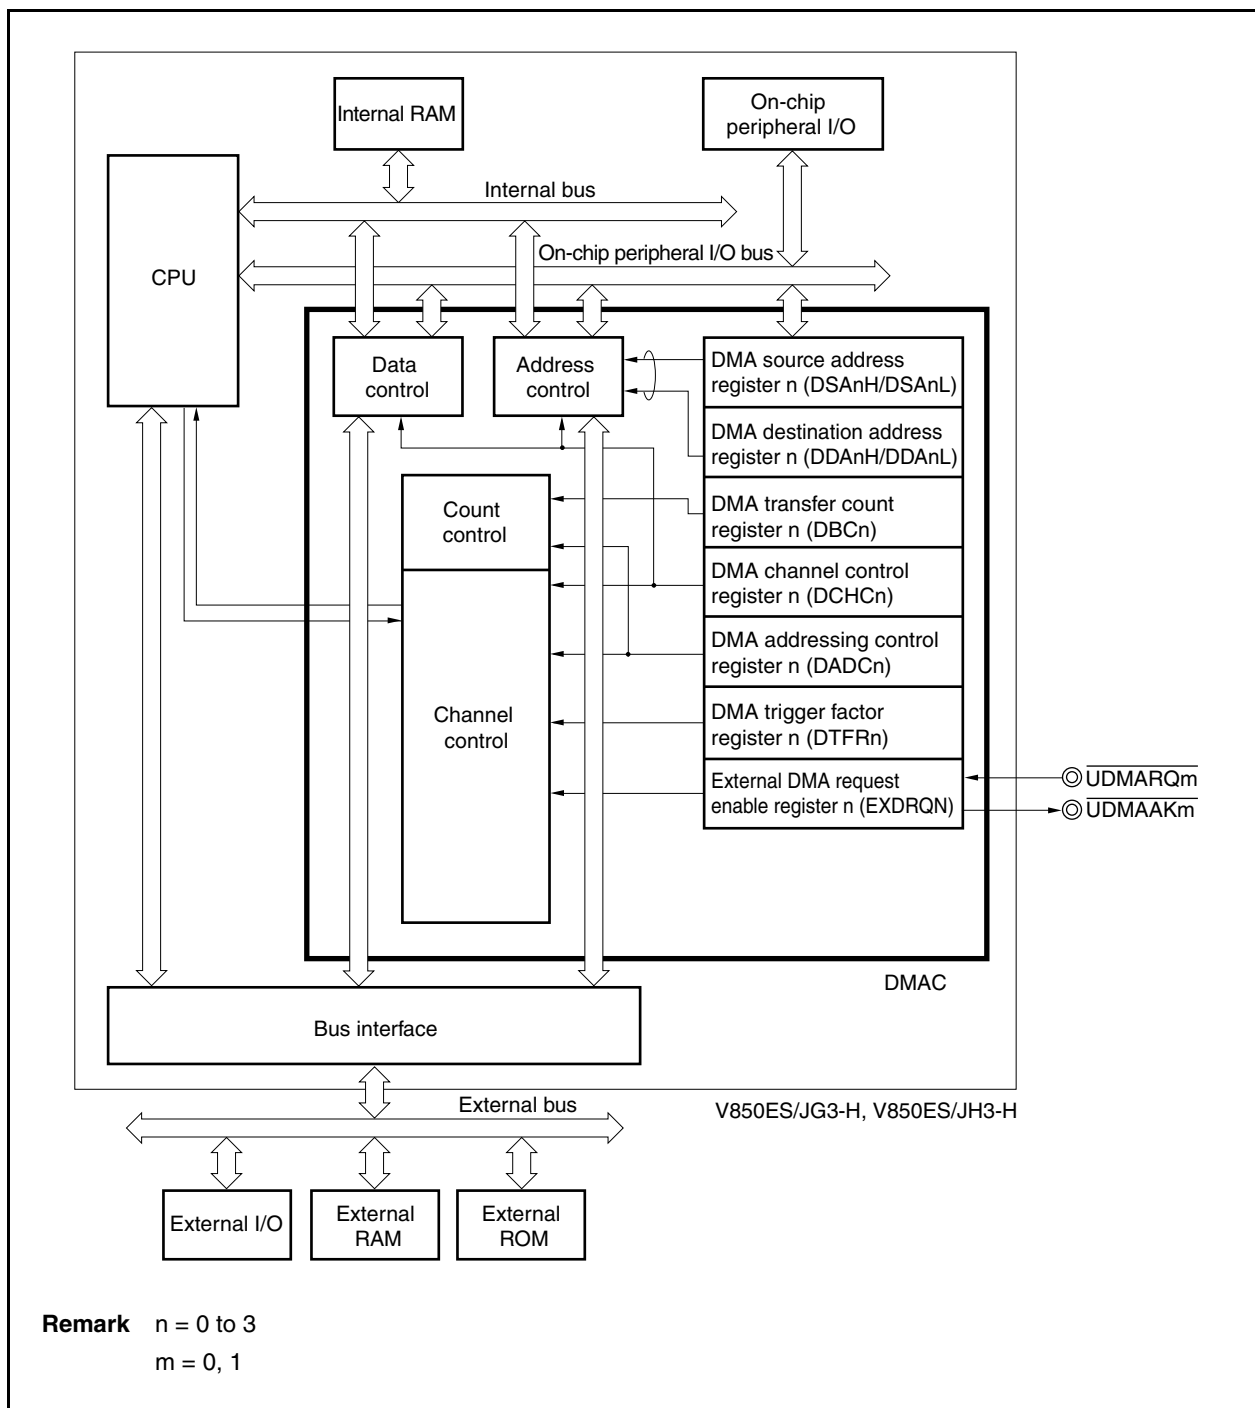 Internal RAM
On-chip
peripheral I/O
CPU
Internal bus
On-chip peripheral I/O bus
Data
control
Address
control
DMA source address
register n (DSAnH/DSAnL)
DMA destination address
register n (DDAnH/DDAnL)
DMA transfer count
register n (DBCn)
DMA channel control
register n (DCHCn)
DMA addressing control
register n (DADCn)
DMA trigger factor
register n (DTFRn)
External DMA request
enable register n (EXDRQN)
Count
control
Channel
control
UDMARQm
UDMAAKm
DMAC
Bus interface
V850ES/JG3-H, V850ES/JH3-H
External bus
External I/O
External
RAM
External
ROM
Remark n = 0 to 3
m = 0, 1